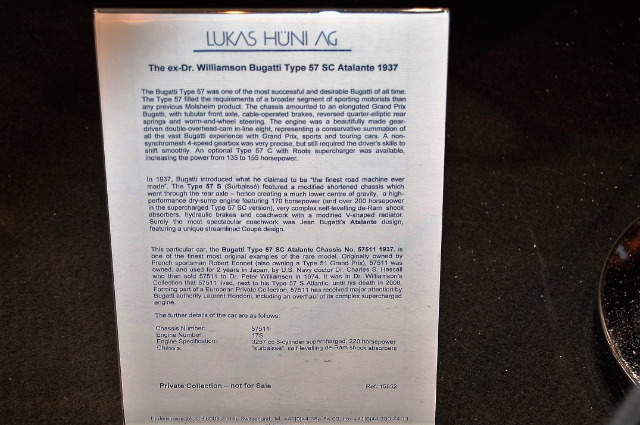 LUKAS HÜNI AG
The ex-Dr. Williamson Bugatti Type 57 SC Atalante 1937
The Bugatti Type 57 was one of the most successful and desirable Bugatti of all time.
The Type 57 filled the requirements of a broader segment of sporting motorists than
any previous Molsheim product. The chassis amounted to an elongated Grand Prix
Bugatti, with tubular front axle, cable-operated brakes, reversed quarter-elliptic rear
springs and worm-and-wheel steering. The engine was a beautifully made gear-
driven double-overhead-cam in-line eight, representing a conservative summation of
all the vast Bugatti experience with Grand Prix, sports and touring cars. A non-
synchromesh 4-speed gearbox was very precise, but still required the driver's skills to
shift smoothly. An optional Type 57 C with Roots supercharger was available,
increasing the power from 135 to 155 horsepower.
In 1937, Bugatti introduced what he claimed to be "the finest road machine ever
made". The Type 57 S (Surbaissé) featured a modified shortened chassis which
went through the rear axle – hence creating a much lower centre of gravity, a high-
performance dry-sump engine featuring 170 horsepower (and over 200 horsepower
in the supercharged Type 57 SC version), very complex self-levelling de-Ram shock
absorbers, hydraulic brakes and coachwork with a modified V-shaped radiator.
Surely the most spectacular coachwork was Jean Bugatti's Atalante design,
featuring a unique streamlined Coupé design.
This particular car, the Bugatti Type 57 SC Atalante Chassis No. 57511 1937, is
one of the finest most original examples of the rare model. Originally owned by
French sportsman Robert (also owning a Type 51 Grand Prix), 57511 was
owned, and used for 2 years in Japan, by U.S. Navy doctor Dr. Charles S. Hascall
who then sold 57511 to Dr. Peter Williamson in 1974. It was in Dr. Williamson's
Collection that 57511 lived, next to his Type 57 S Atlantic, until his death in 2008.
Forming part of a European Private Collection, 57511 has received major attention by
Bugatti authority Laurent Rondoni, including an overhaul of its complex supercharged
engine.
The further details of the car are as follows:
Chassis Number: 57511
Engine Number: 17S
Engine Specification: 3257 cc 8-cylinder supercharged, 220 horsepower
Chassis: "surbaissé", self-levelling de-Ram shock absorbers
Private Collection – not for Sale Ref. 15852